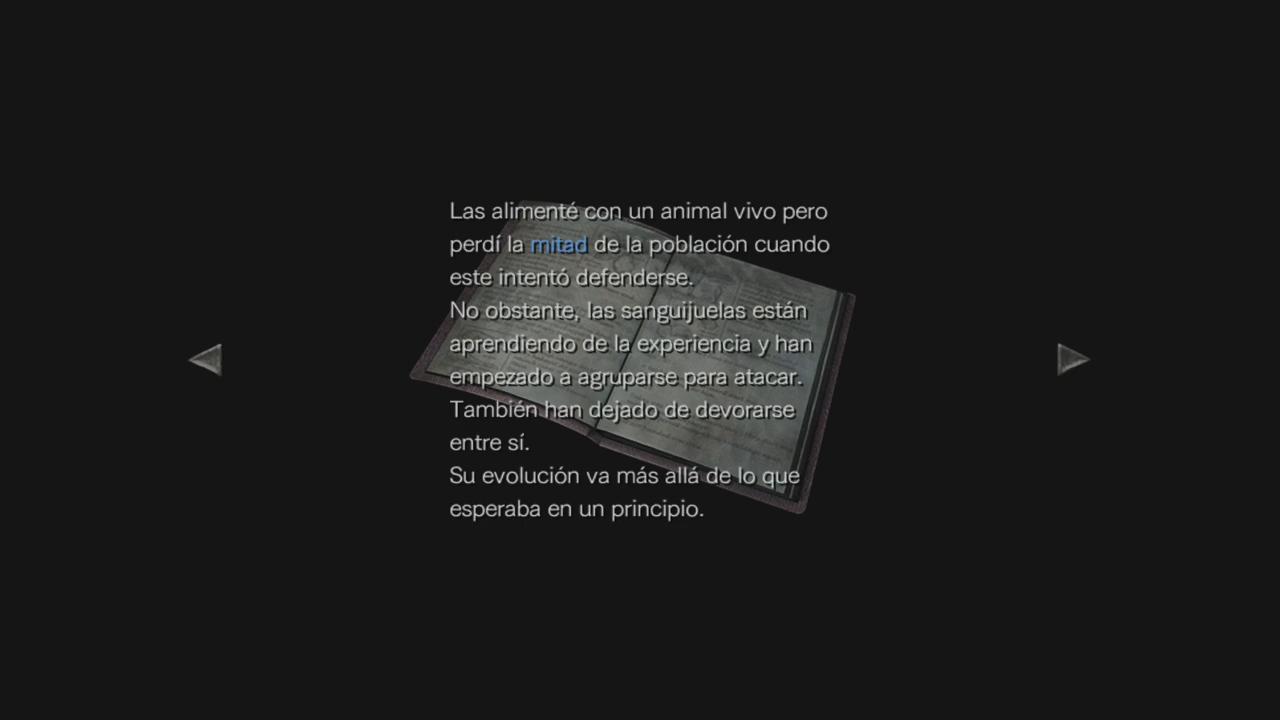 Las alimenté con un animal vivo pero
perdí la mitad de la población cuando
este intentó defenderse.
No obstante, las sanguijuelas están
aprendiendo de la experiencia y han
empezado a agruparse para atacar.
También han dejado de devorarse
entre sí.
Su evolución va más allá de lo que
esperaba en un principio.